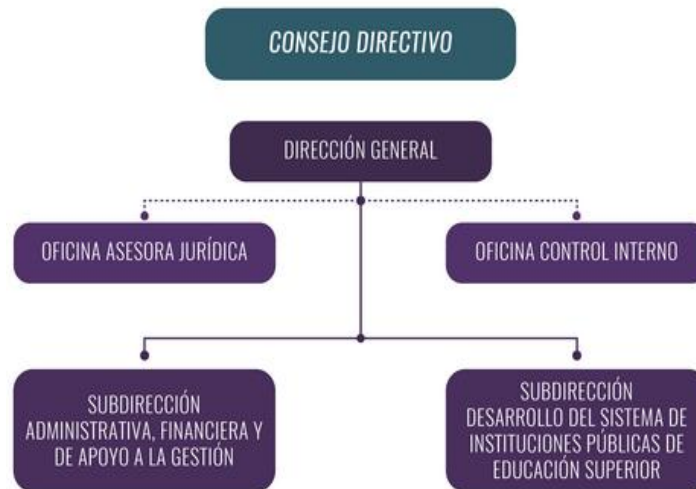 CONSEJO DIRECTIVO
DIRECCIÓN GENERAL
OFICINA ASESORA JURÍDICA
OFICINA CONTROL INTERNO
SUBDIRECCIÓN
ADMINISTRATIVA, FINANCIERA Y
DE APOYO A LA GESTIÓN
SUBDIRECCIÓN
DESARROLLO DEL SISTEMA DE
INSTITUCIONES PÚBLICAS DE
EDUCACIÓN SUPERIOR